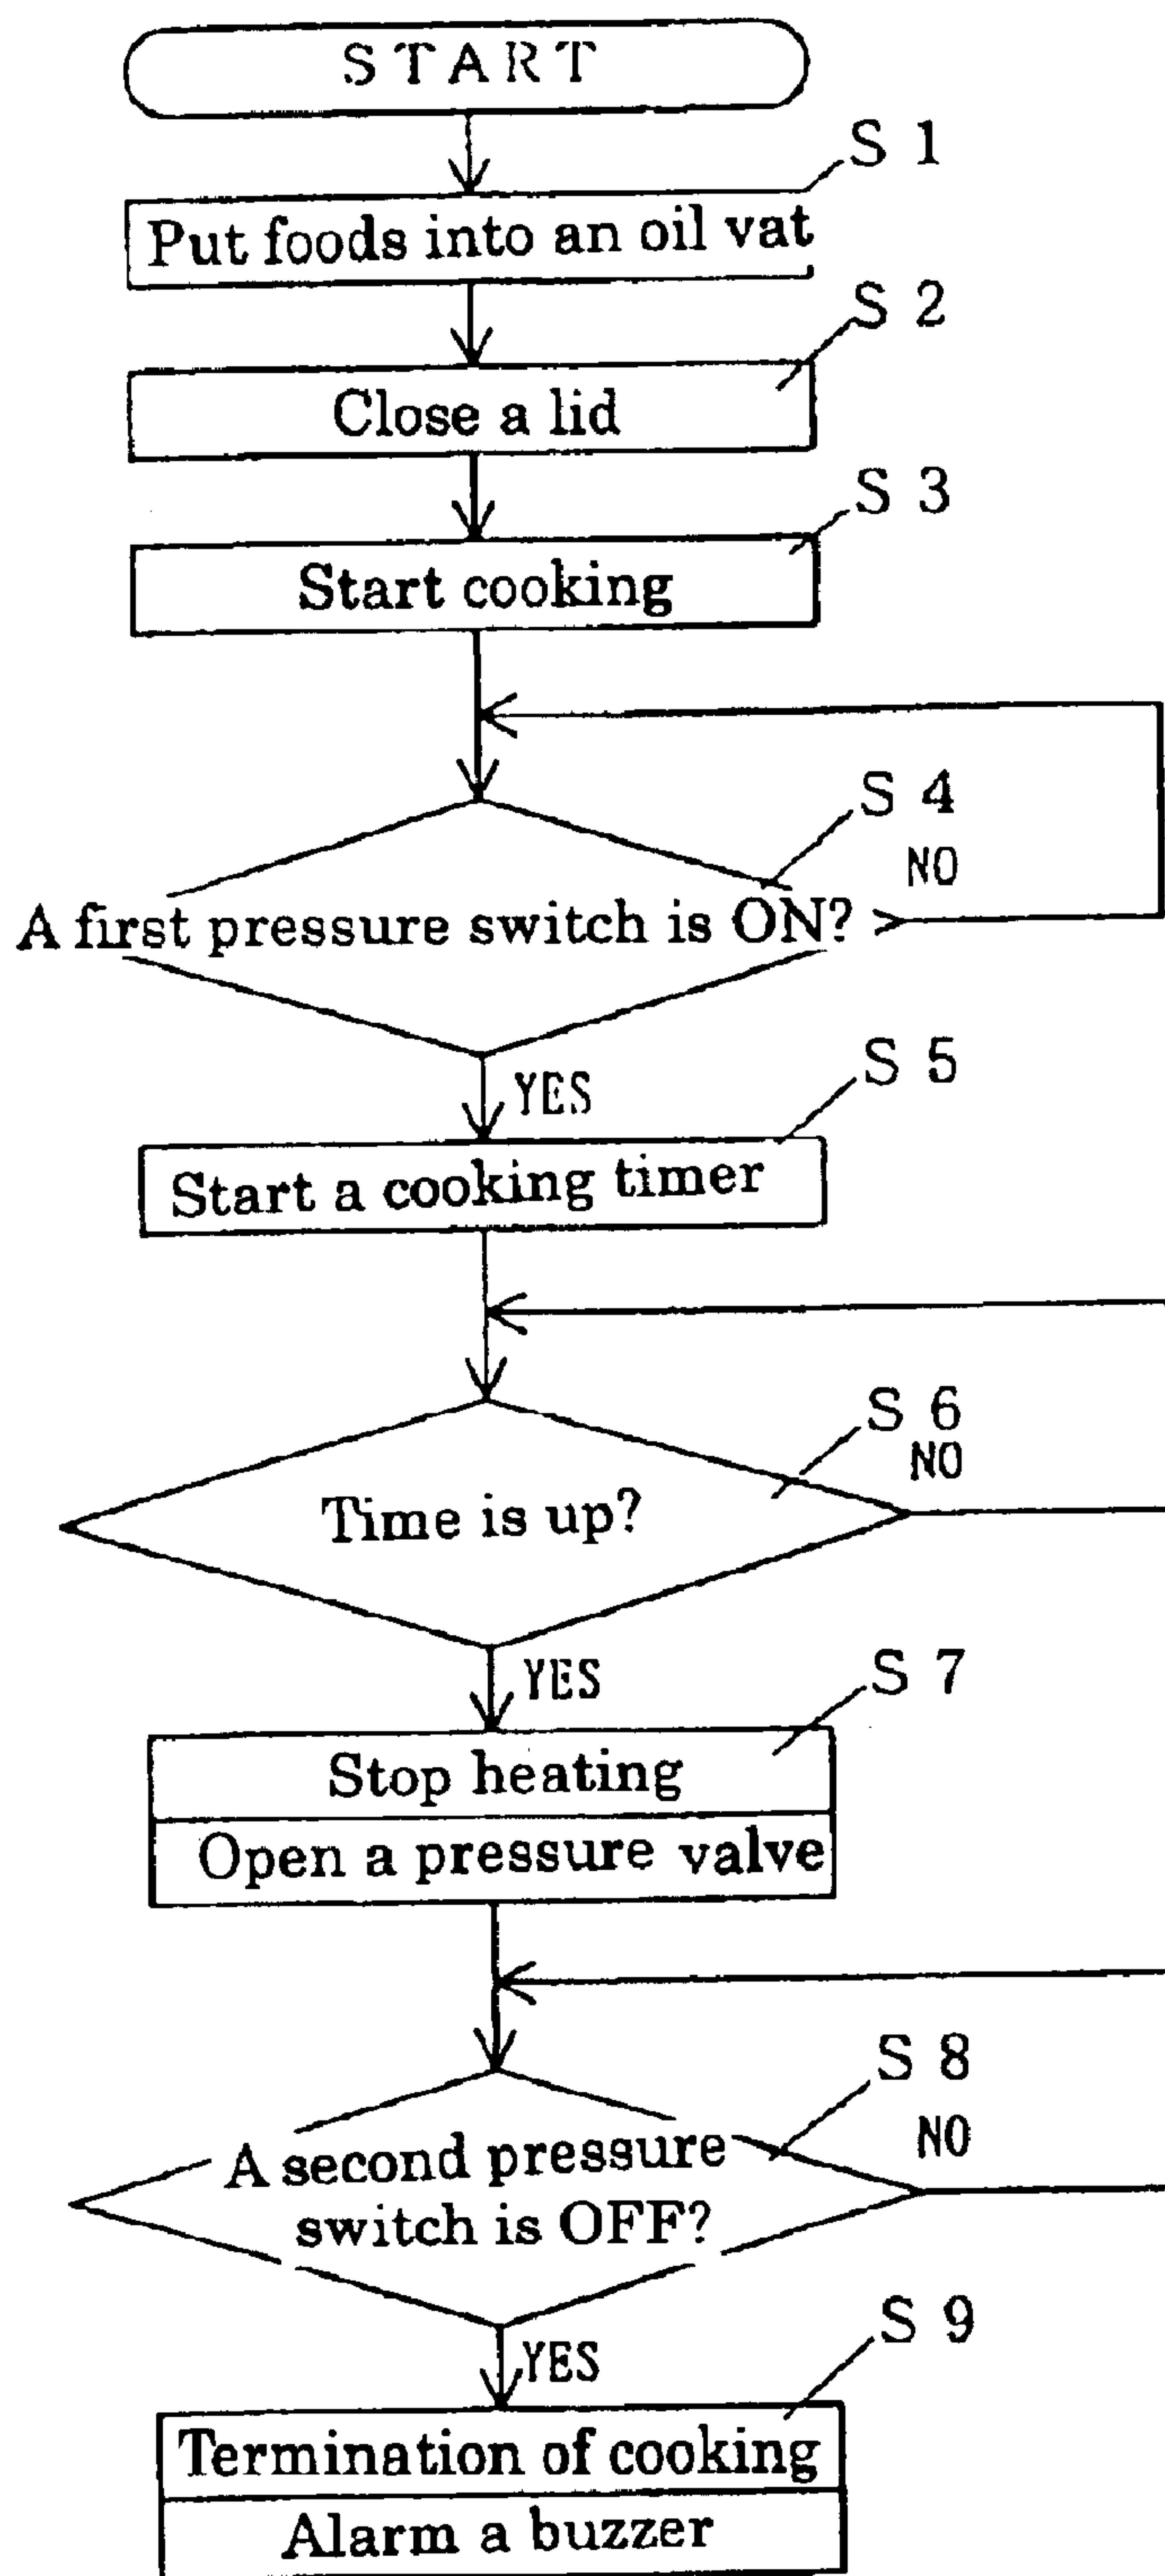 START
S 1
Put foods into an oil vat
S 2
Close a lid
S 3
Start cooking
S 4
NO
A first pressure switch is ON?
YES
S 5
Start a cooking timer
S 6
NO
Time is up?
YES
S 7
Stop heating
Open a pressure valve
S 8
NO
A second pressure
switch is OFF?
YES
S 9
Termination of cooking
Alarm a buzzer